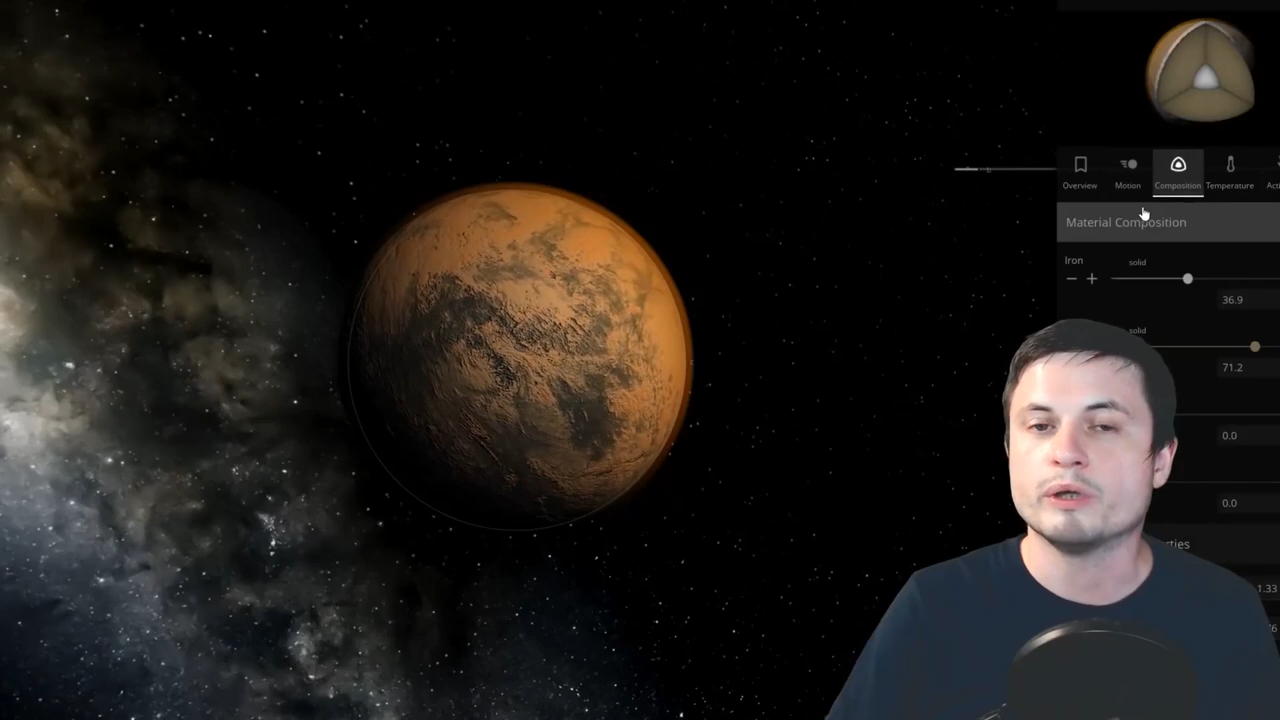 Overview Motion Composition Temperature
Material Composition
Iron
solid
36.9
solid
71.2
0.0
0.0